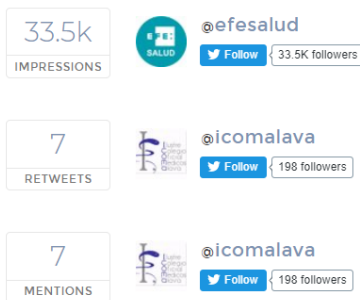 33.5k
IMPRESSIONS
EFE:
SALUD
@efesalud
Follow 33.5K followers
7
RETWEETS
@icomalava
Follow 198 followers
7
MENTIONS
@icomalava
Follow 198 followers